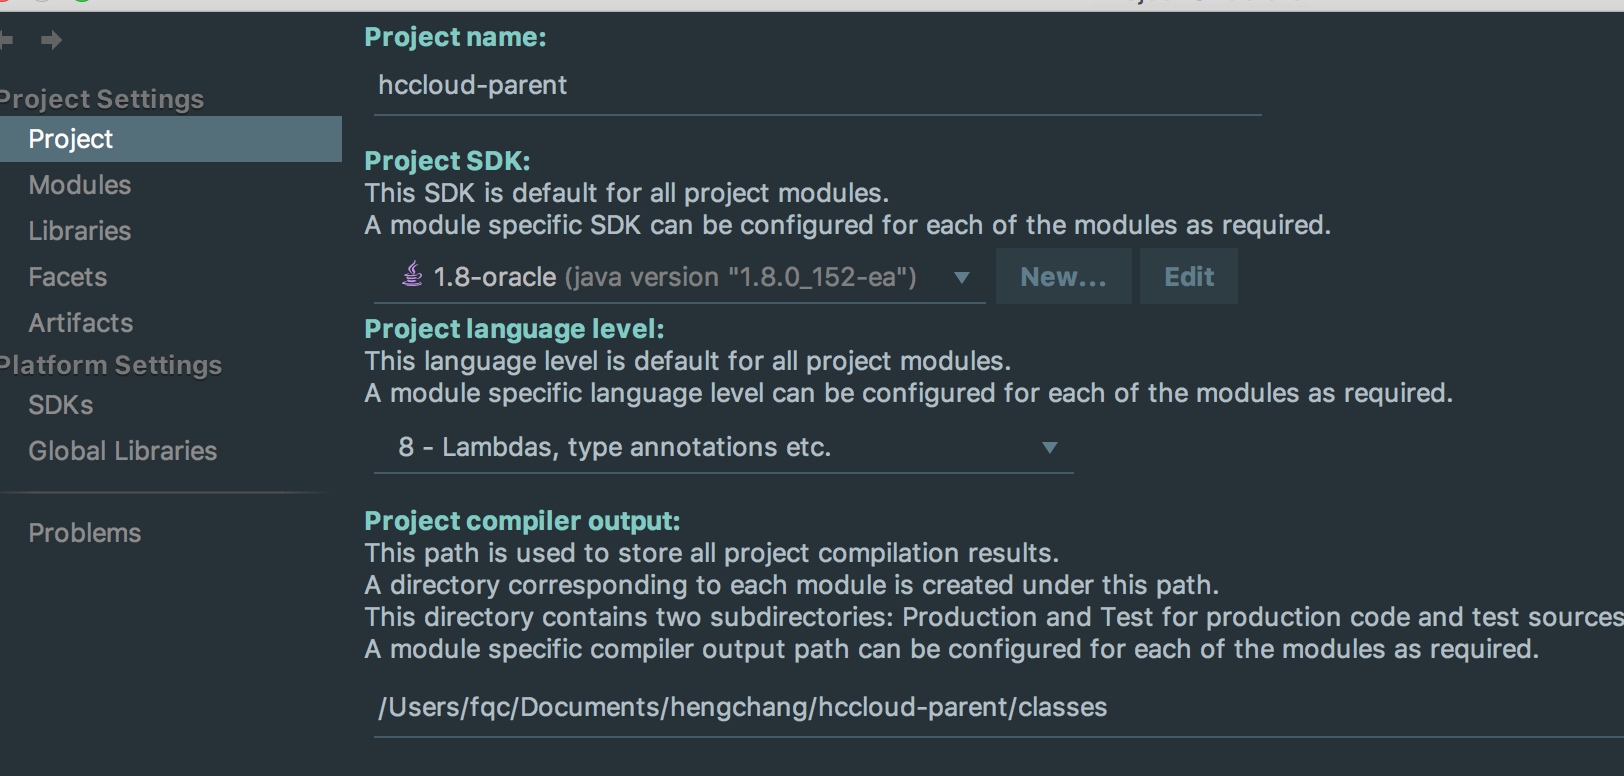 Project Settings
Project
Modules
Libraries
Facets
Artifacts
Platform Settings
SDKs
Global Libraries
Problems
Project name:
hccloud-parent
Project SDK:
This SDK is default for all project modules.
A module specific SDK can be configured for each of the modules as required.
1.8-oracle (java version "1.8.0_152-ea")
New...
Edit
Project language level:
This language level is default for all project modules.
A module specific language level can be configured for each of the modules as required.
8 - Lambdas, type annotations etc.
Project compiler output:
This path is used to store all project compilation results.
A directory corresponding to each module is created under this path.
This directory contains two subdirectories: Production and Test for production code and test sources
A module specific compiler output path can be configured for each of the modules as required.
/Users/fqc/Documents/hengchang/hccloud-parent/classes